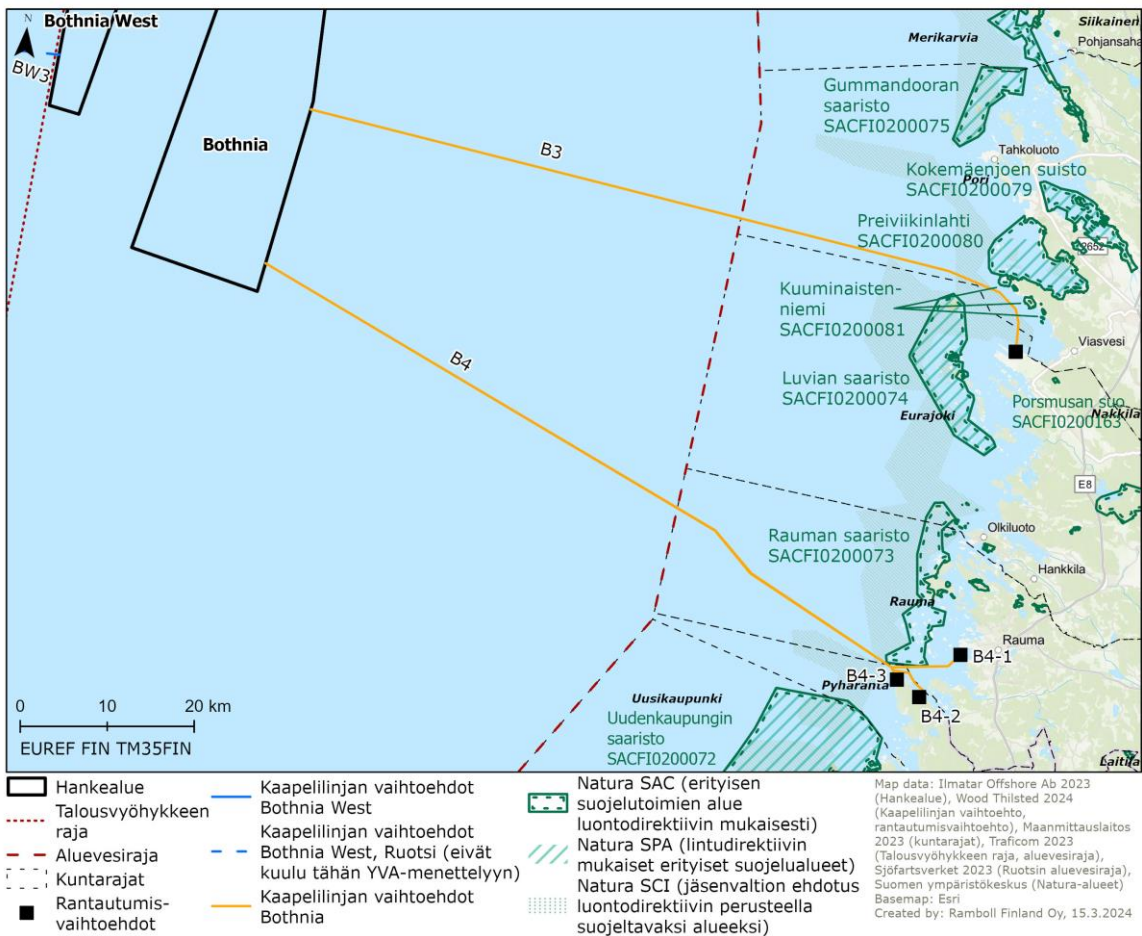 N
Bothnia West
BW3
Bothnia
B3
B4
Merikarvia
Siikainen
Pohjansaha
Gummandooran
saaristo
SACFI0200075
Tahkoluoto
Kokemäenjoen suisto
SACFI0200079
Pori
Preiviikinlahti
SACFI0200080
2652
Kuuminaisten-
niemi
SACFI0200081
Viasvesi
Luvian saaristo
SACFI0200074
Porsmusan suo
SACFI0200163
Nakkila
Eurajoki
E8
Rauman saaristo
SACFI0200073
Olkiluoto
Hankkila
Rauma
Rauma
B4-1
B4-3
Pyhäranta
B4-2
Uusikaupunki
Uudenkaupungin
saaristo
SACFI0200072
Laitila
0 10 20 km
EUREF FIN TM35FIN
Hankealue
Talousvyöhykkeen
raja
Aluevesiraja
Kuntarajat
Rantautumis-
vaihtoehdot
Kaapelilinjan vaihtoehdot
Bothnia West
Kaapelilinjan vaihtoehdot
Bothnia West, Ruotsi (eivät
kuulu tähän YVA-menettelyyn)
Kaapelilinjan vaihtoehdot
Bothnia
Natura SAC (erityisen
suojelutoimien alue
luontodirektiivin mukaisesti)
Natura SPA (lintudirektiivin
mukaiset erityiset suojelualueet)
Natura SCI (jäsenvaltion ehdotus
luontodirektiivin perusteella
suojeltavaksi alueeksi)
Map data: Ilmatar Offshore Ab 2023
(Hankealue), Wood Thilsted 2024
(Kaapelilinjan vaihtoehto,
rantautumisvaihtoehto), Maanmittauslaitos
2023 (kuntarajat), Traficom 2023
(Talousvyöhykkeen raja, aluevesiraja),
Sjöfartsverket 2023 (Ruotsin aluevesiraja),
Suomen ympäristökeskus (Natura-alueet)
Basemap: Esri
Created by: Ramboll Finland Oy, 15.3.2024